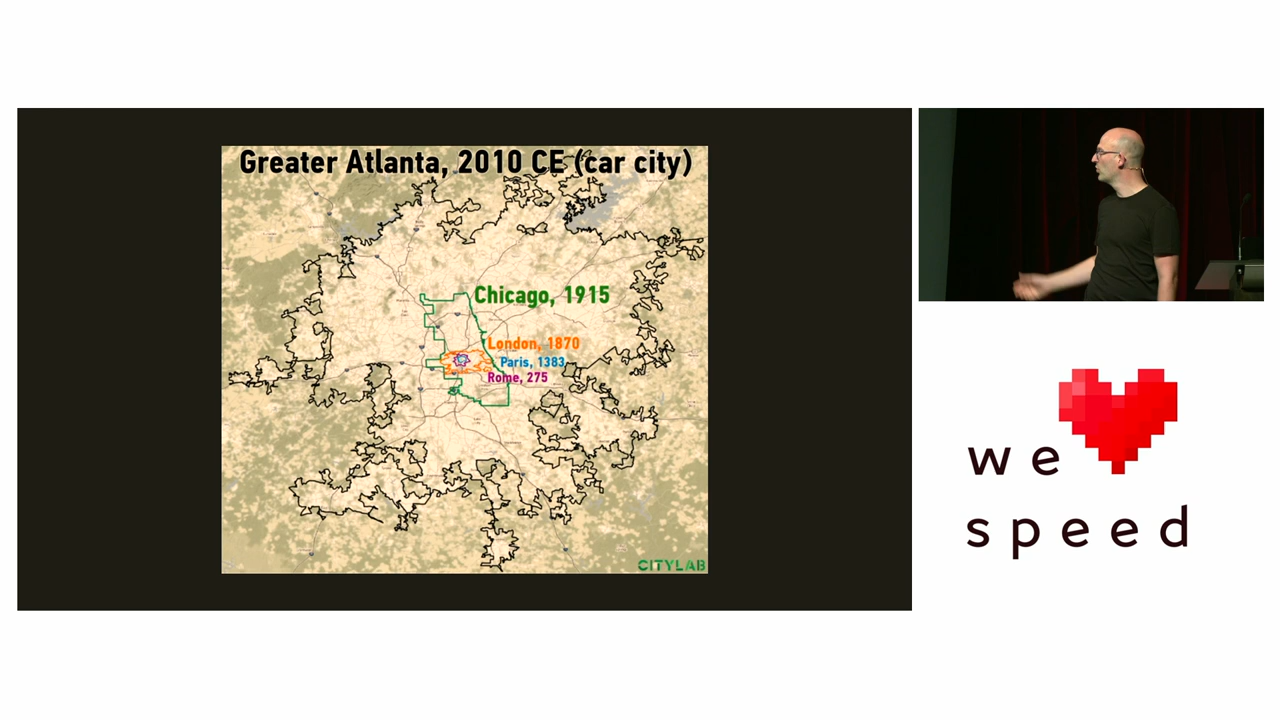 Greater Atlanta, 2010 CE (car city)
Chicago, 1915
London, 1870
Paris, 1383
Rome, 275
CITYLAB
we
speed